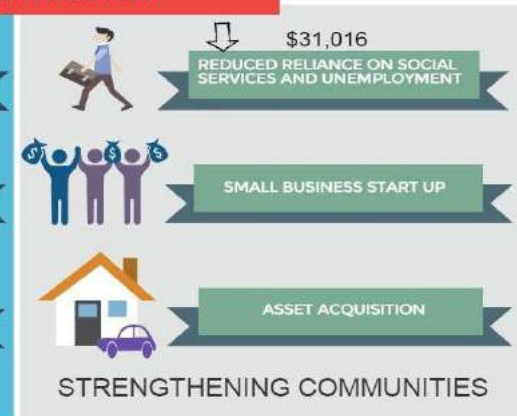 $31,016
REDUCED RELIANCE ON SOCIAL
SERVICES AND UNEMPLOYMENT
$ $ $
SMALL BUSINESS START UP
ASSET ACQUISITION
STRENGTHENING COMMUNITIES